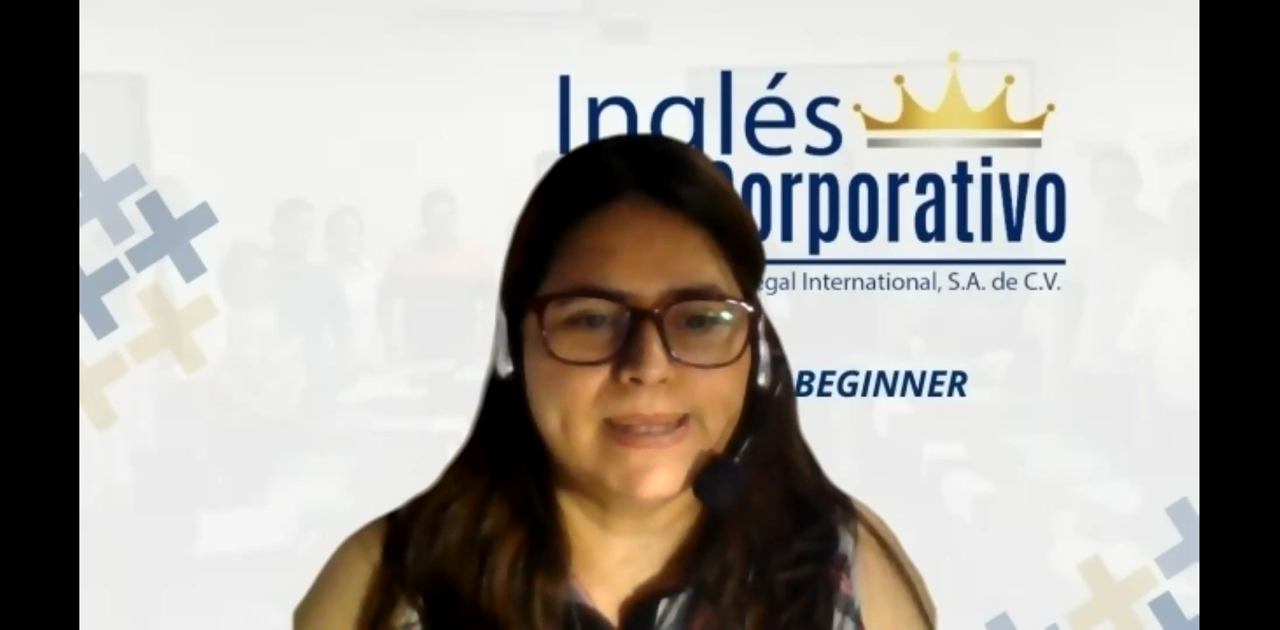 Inglés
orporativo
egal International, S.A. de C.V.
BEGINNER